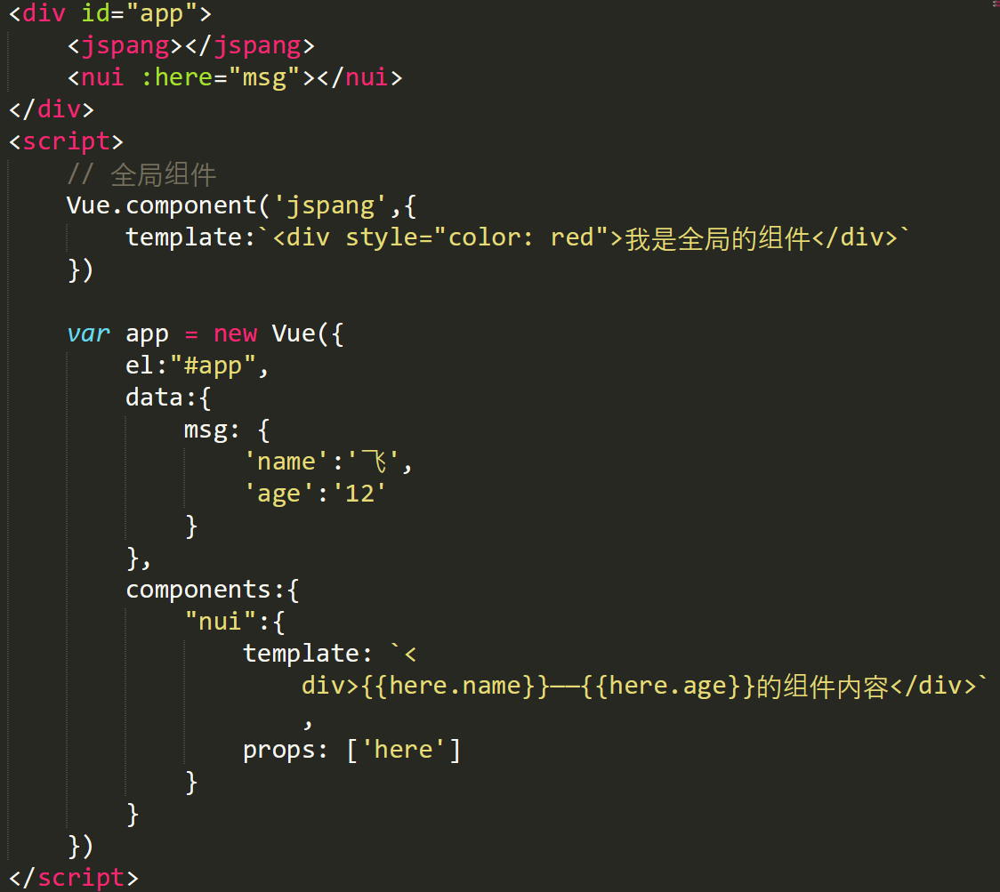 <div id="app">
    <jspang></jspang>
    <nui :here="msg"></nui>
</div>
<script>
    // 全局组件
    Vue.component('jspang',{
        template:`<div style="color: red">我是全局的组件</div>`
    })

    var app = new Vue({
        el:"#app",
        data:{
            msg: {
                'name':'飞',
                'age':'12'
            }
        },
        components:{
            "nui":{
                template: `<
                    div>{{here.name}}——{{here.age}}的组件内容</div>`
                    ,
                props: ['here']
            }
        }
    })
</script>